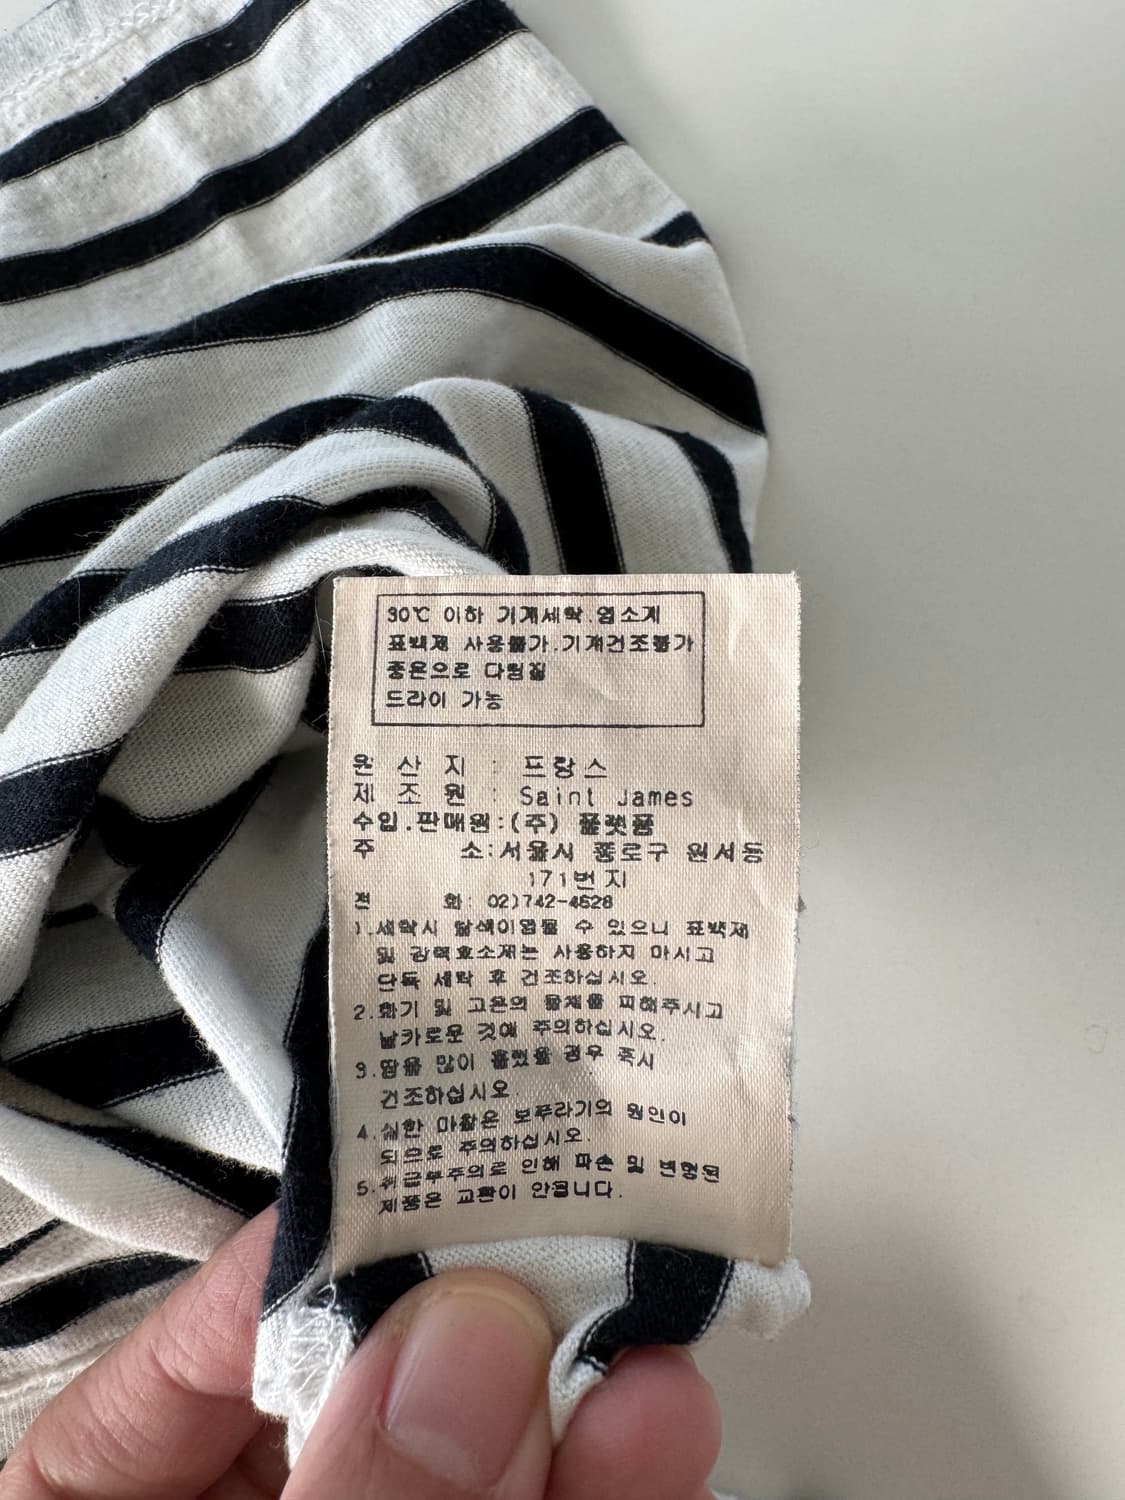 30℃ 이하 기계세탁.염소계
표백제 사용불가.기계건조불가
중온으로 다림질
드라이 가능
원 산 지 : 프랑스
제 조 원 : Saint James
수입.판매원:(주) 플랫폼
주 소:서울시 종로구 원서동
171번지
전 화: 02)742-4628
1.세탁시 탈색이염될 수 있으니 표백제
및 강력효소제는 사용하지 마시고
단독 세탁 후 건조하십시오.
2.화기 및 고온의 물체를 피해주시고
날카로운 것에 주의하십시오.
3.땀을 많이 흘렸을 경우 즉시
건조하십시오
4.심한 마찰은 보푸라기의 원인이
되므로 주의하십시오.
5.취급부주의로 인해 파손 및 변형된
제품은 교환이 안됩니다.